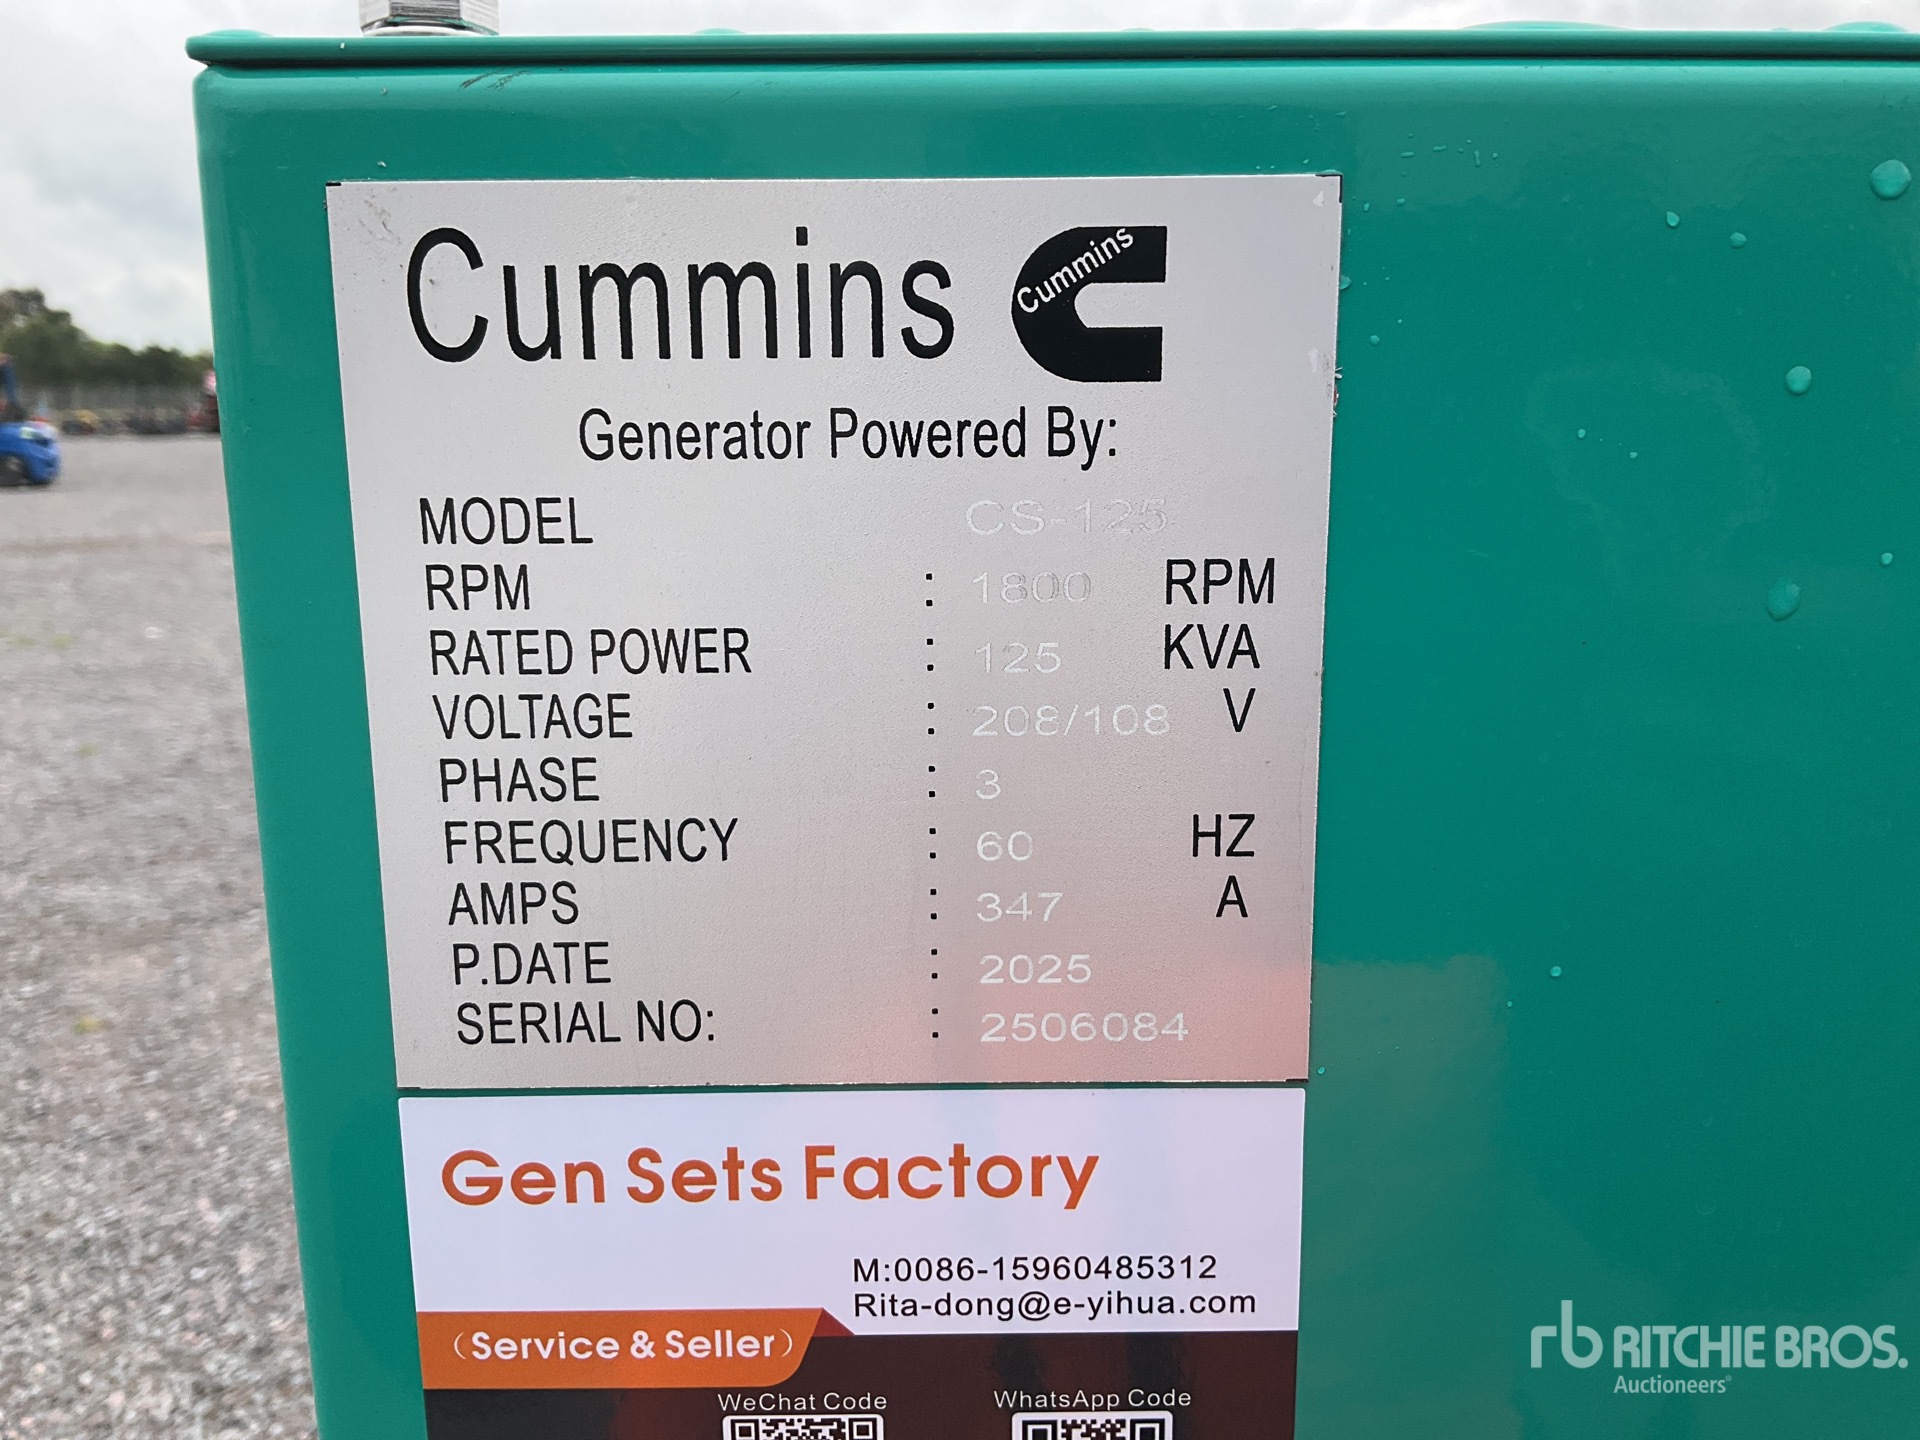 Cummins Cummins
Generator Powered By:
MODEL CS-125
RPM : 1800 RPM
RATED POWER : 125 KVA
VOLTAGE : 208/108 V
PHASE : 3
FREQUENCY : 60 HZ
AMPS : 347 A
P.DATE : 2025
SERIAL NO: : 2506084
Gen Sets Factory
M:0086-15960485312
Rita-dong@e-yihua.com
(Service & Seller)
WeChat Code WhatsApp Code
rb RITCHIE BROS.
Auctioneers®